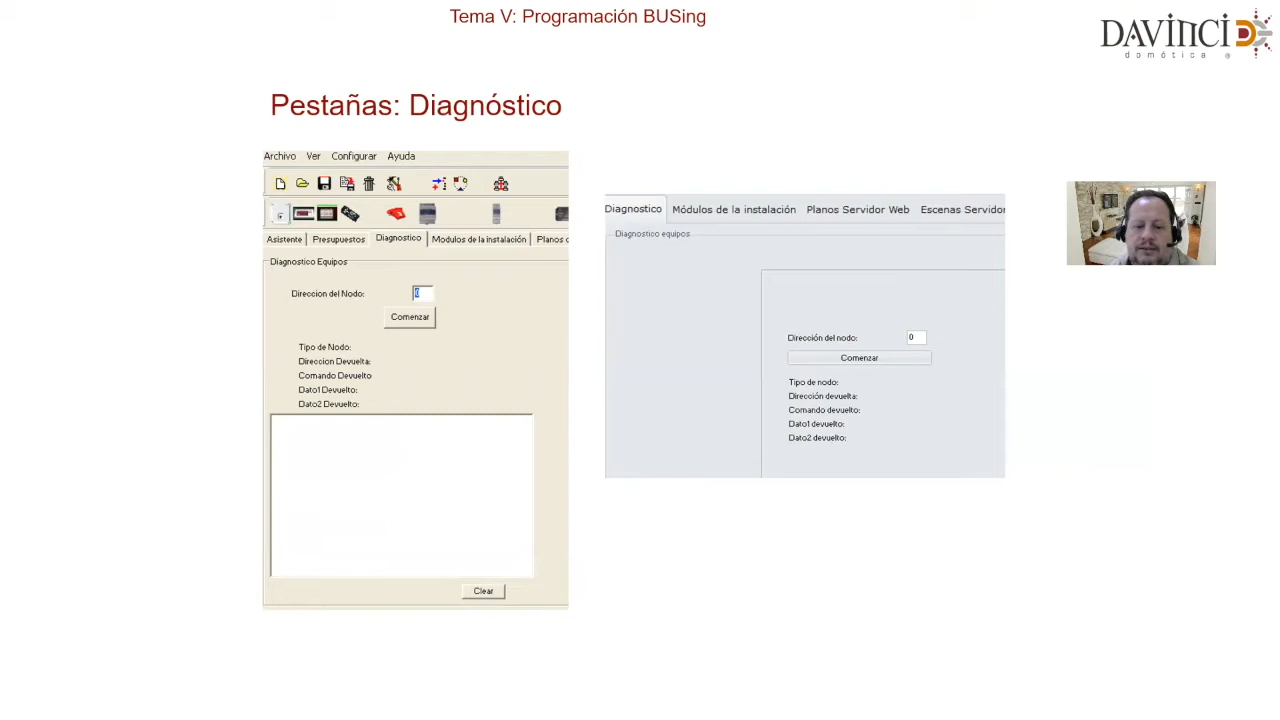 Tema V: Programación BUSing
DAVINCI
domótica ®
Pestañas: Diagnóstico
Archivo Ver Configurar Ayuda
Asistente Presupuestos Diagnostico Modulos de la instalación Planos
Diagnostico Equipos
Direccion del Nodo: 0
Comenzar
Tipo de Nodo:
Direccion Devuelta:
Comando Devuelto
Dato1 Devuelto:
Dato2 Devuelto:
Clear
Diagnostico Módulos de la instalación Planos Servidor Web Escenas Servidor
Diagnostico equipos
Dirección del nodo: 0
Comenzar
Tipo de nodo:
Dirección devuelta:
Comando devuelto:
Dato1 devuelto:
Dato2 devuelto: